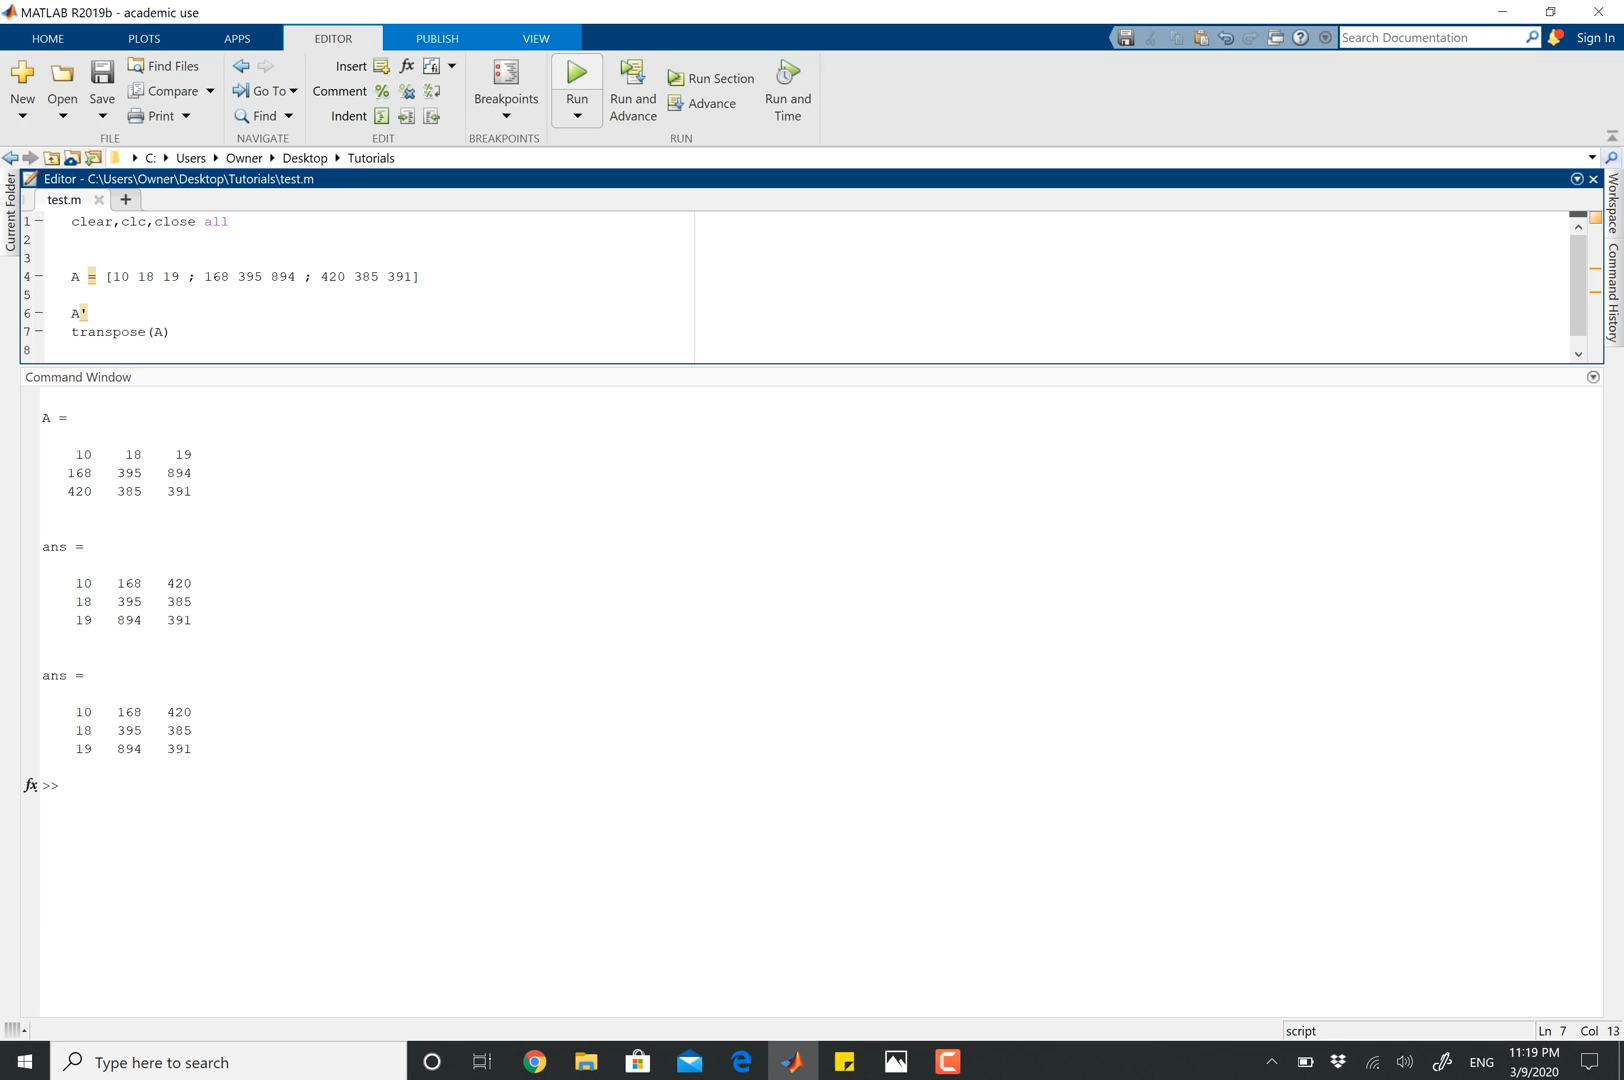 MATLAB R2019b - academic use
HOME PLOTS APPS EDITOR PUBLISH VIEW Search Documentation Sign In
New Open Save Find Files Compare Print
FILE
Go To Find
NAVIGATE
Insert fx
Comment
Indent
EDIT
Breakpoints
BREAKPOINTS
Run Run and Advance Run Section Advance Run and Time
RUN
C: Users Owner Desktop Tutorials
Current Folder
Workspace
Command History
Editor - C:\Users\Owner\Desktop\Tutorials\test.m
test.m
1 clear,clc,close all
2
3
4 A = [10 18 19 ; 168 395 894 ; 420 385 391]
5
6 A'
7 transpose(A)
8
Command Window
A =
10 18 19
168 395 894
420 385 391
ans =
10 168 420
18 395 385
19 894 391
ans =
10 168 420
18 395 385
19 894 391
fx >>
script Ln 7 Col 13
Type here to search
ENG
11:19 PM
3/9/2020